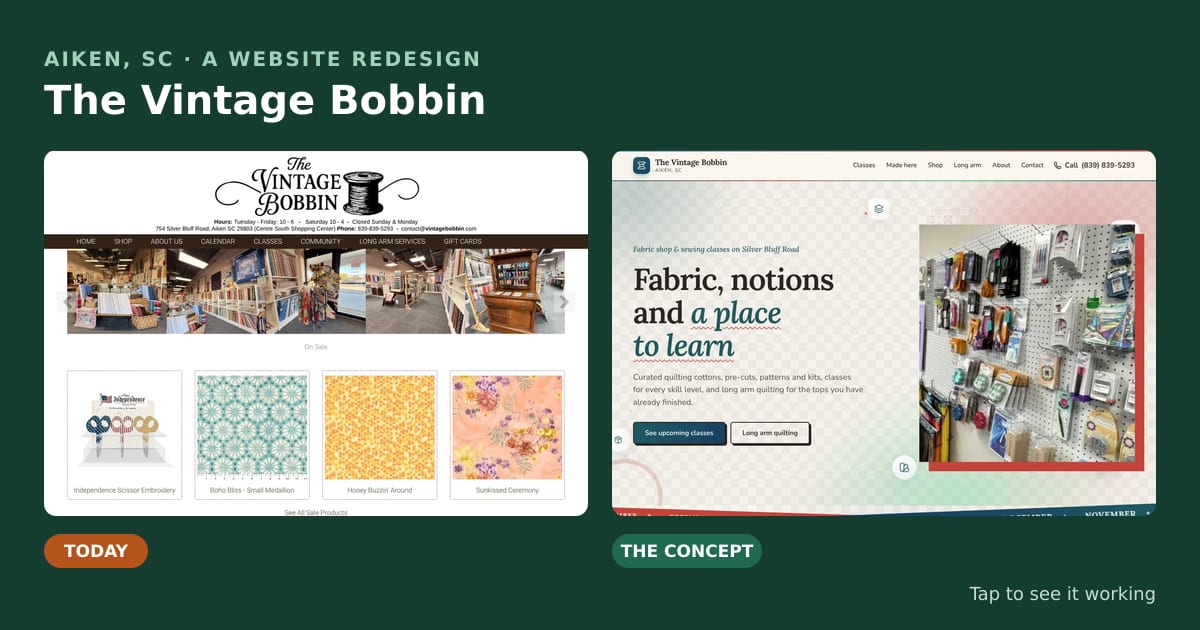 AIKEN, SC · A WEBSITE REDESIGN
The Vintage Bobbin
The
VINTAGE
BOBBIN
Hours: Tuesday - Friday: 10 - 6 • Saturday 10 - 4 • Closed Sunday & Monday
754 Silver Bluff Road, Aiken SC 29803 (Centre South Shopping Center) Phone: 839-839-5293 • contact@vintagebobbin.com
HOME SHOP ABOUT US CALENDAR CLASSES COMMUNITY LONG ARM SERVICES GIFT CARDS
On Sale
Independence
Independence Scissor Embroidery
Boho Bliss - Small Medallion
Honey Buzzin' Around
Sunkissed Ceremony
See All Sale Products
The Vintage Bobbin
AIKEN, SC
Classes Made here Shop Long arm About Contact Call (839) 839-5293
Fabric shop & sewing classes on Silver Bluff Road
Fabric, notions
and a place
to learn
Curated quilting cottons, pre-cuts, patterns and kits, classes
for every skill level, and long arm quilting for the tops you have
already finished.
See upcoming classes
Long arm quilting
NOVEMBER
TODAY
THE CONCEPT
Tap to see it working